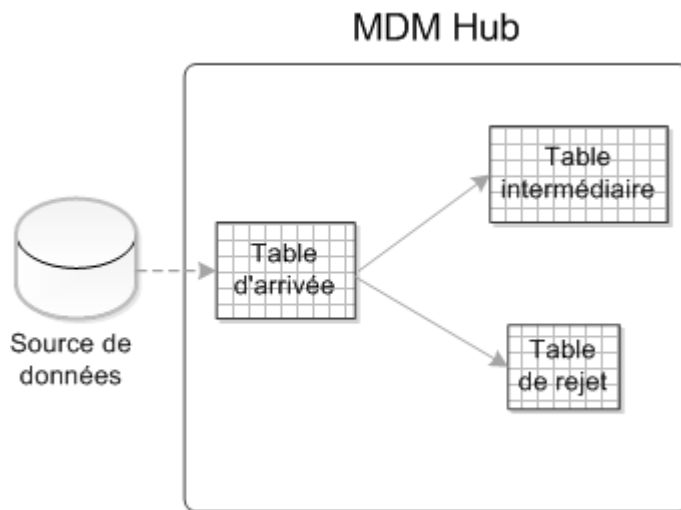 MDM Hub
Table
intermédiaire
Table
d'arrivée
Source de
données
Table
de rejet